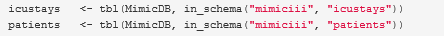 icustays   <- tbl(MimicDB, in_schema("mimiciii", "icustays"))
patients   <- tbl(MimicDB, in_schema("mimiciii", "patients"))